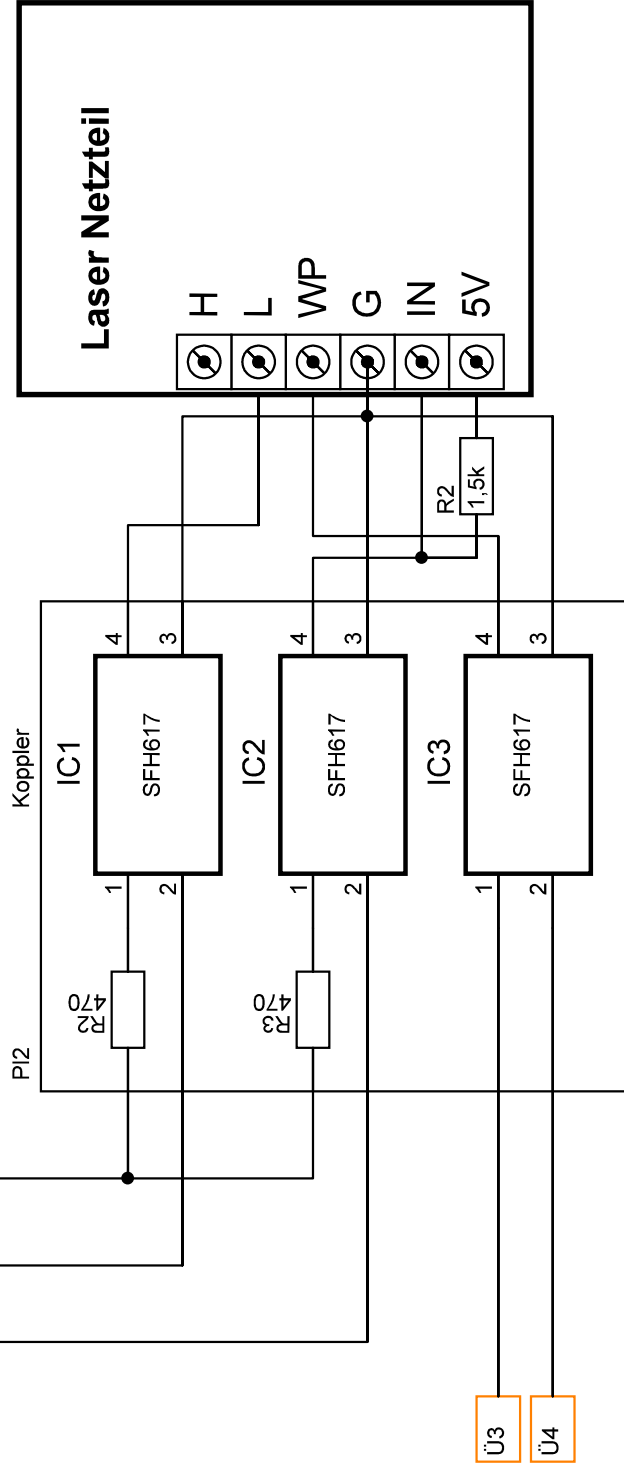 Laser Netzteil
H
L
WP
G
IN
5V
R2
1,5k
4
3
4
3
4
3
Koppler
IC1
SFH617
IC2
SFH617
IC3
SFH617
1
2
1
2
1
2
R2
470
R3
470
PI2
Ü3
Ü4